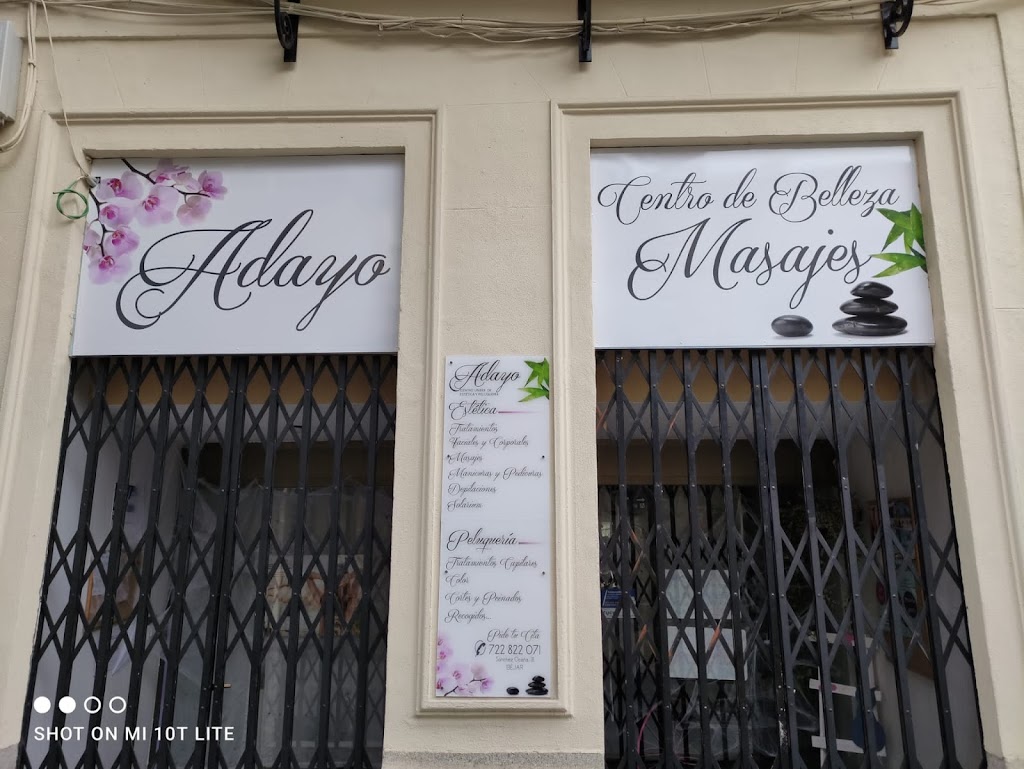 Adayo
Centro de Belleza
Masajes
Adayo
Estética
Tratamientos
Faciales y Corporales
Masajes
Manicuras y Pedicuras
Depilaciones
Solarium
Peluquería
Tratamientos Capilares
Color
Cortes y Peinados
Recogidos...
Pide tu Cita
722 822 071
BEJAR
SHOT ON MI 10T LITE